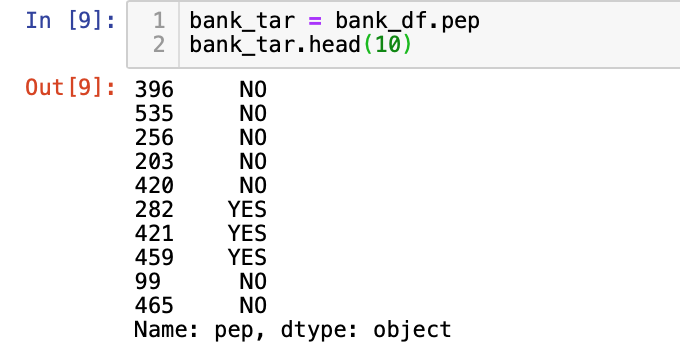 In [9]: 1 bank_tar = bank_df.pep
2 bank_tar.head(10)
Out[9]: 396 NO
535 NO
256 NO
203 NO
420 NO
282 YES
421 YES
459 YES
99 NO
465 NO
Name: pep, dtype: object